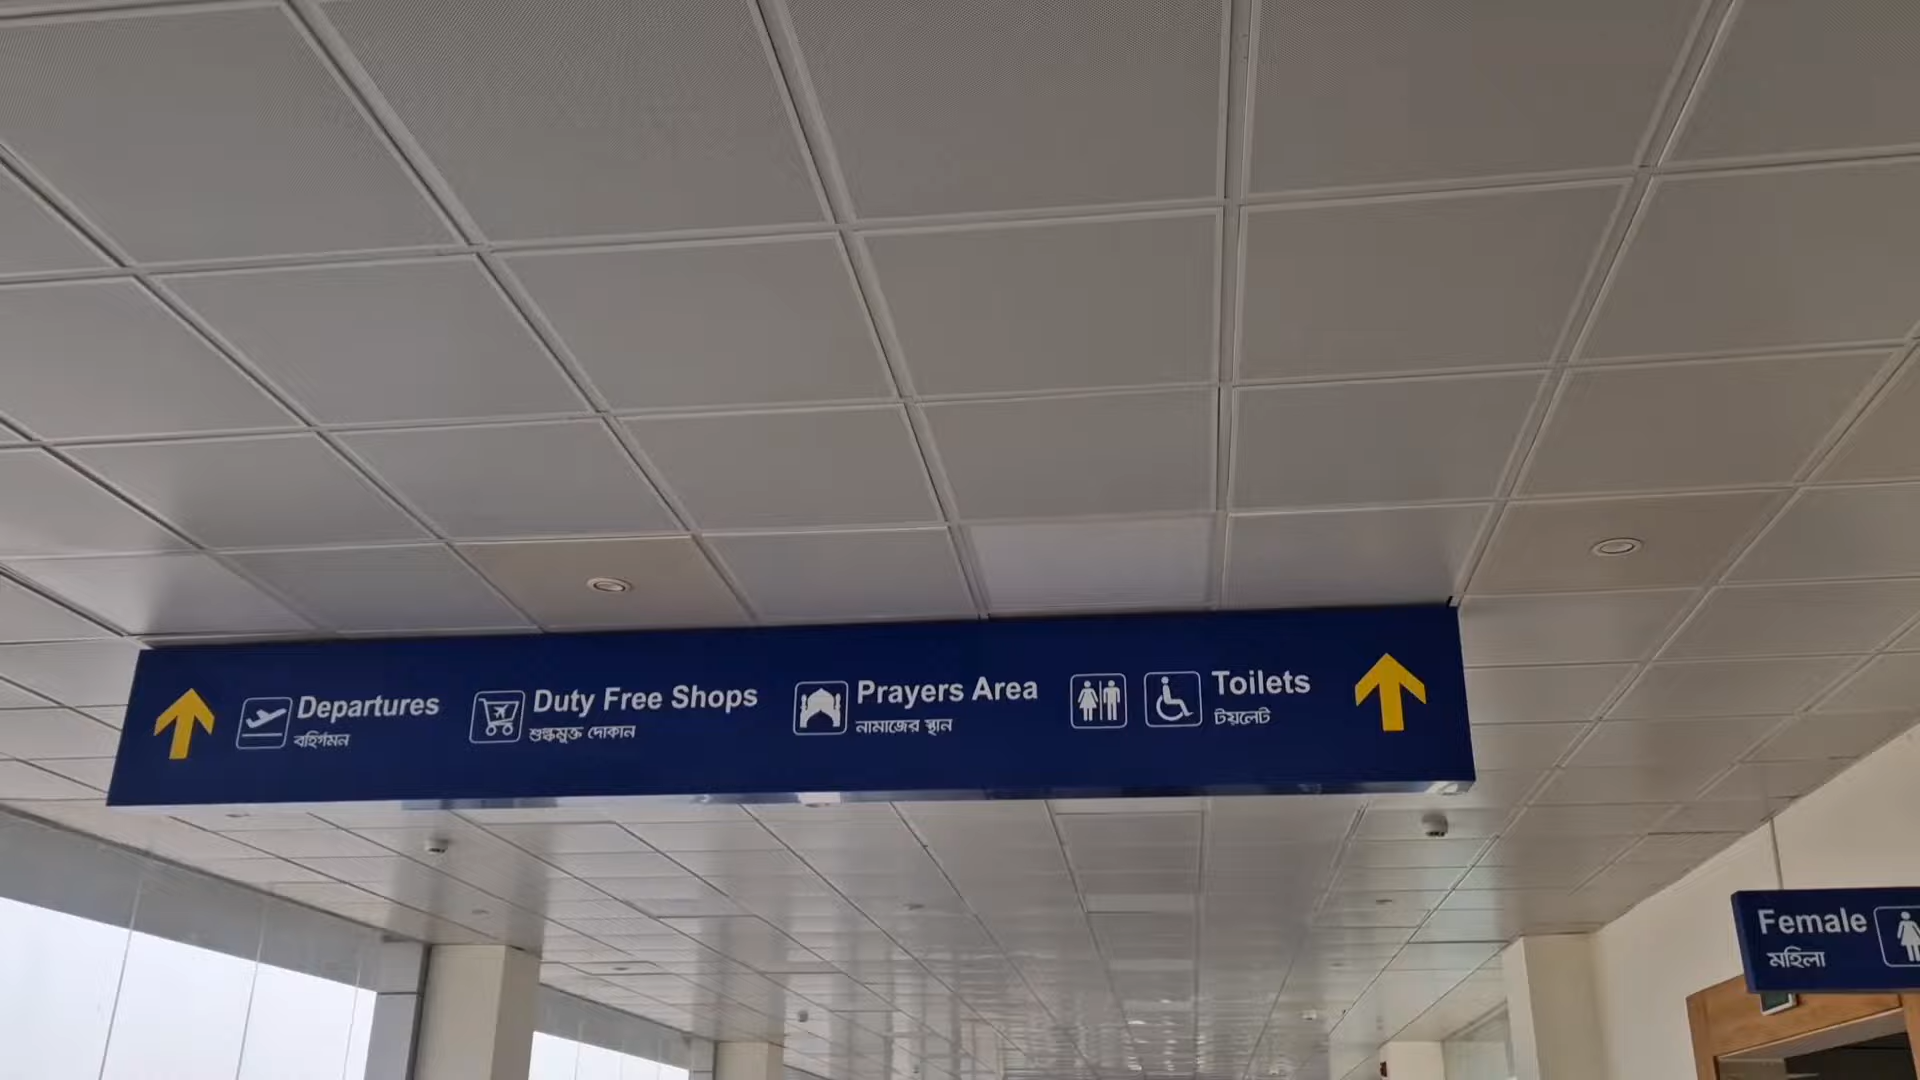 Departures
বহির্গমন
Duty Free Shops
শুল্কমুক্ত দোকান
Prayers Area
নামাজের স্থান
Toilets
টয়লেট
Female
মহিলা